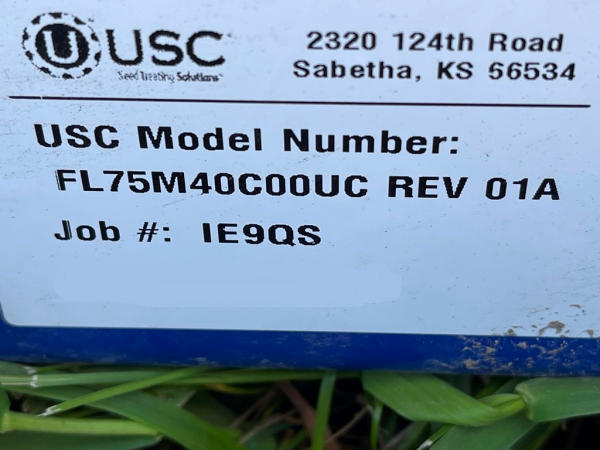 U USC
Seed Treating Solutions
2320 124th Road
Sabetha, KS 66534
USC Model Number:
FL75M40C00UC REV 01A
Job #: IE9QS